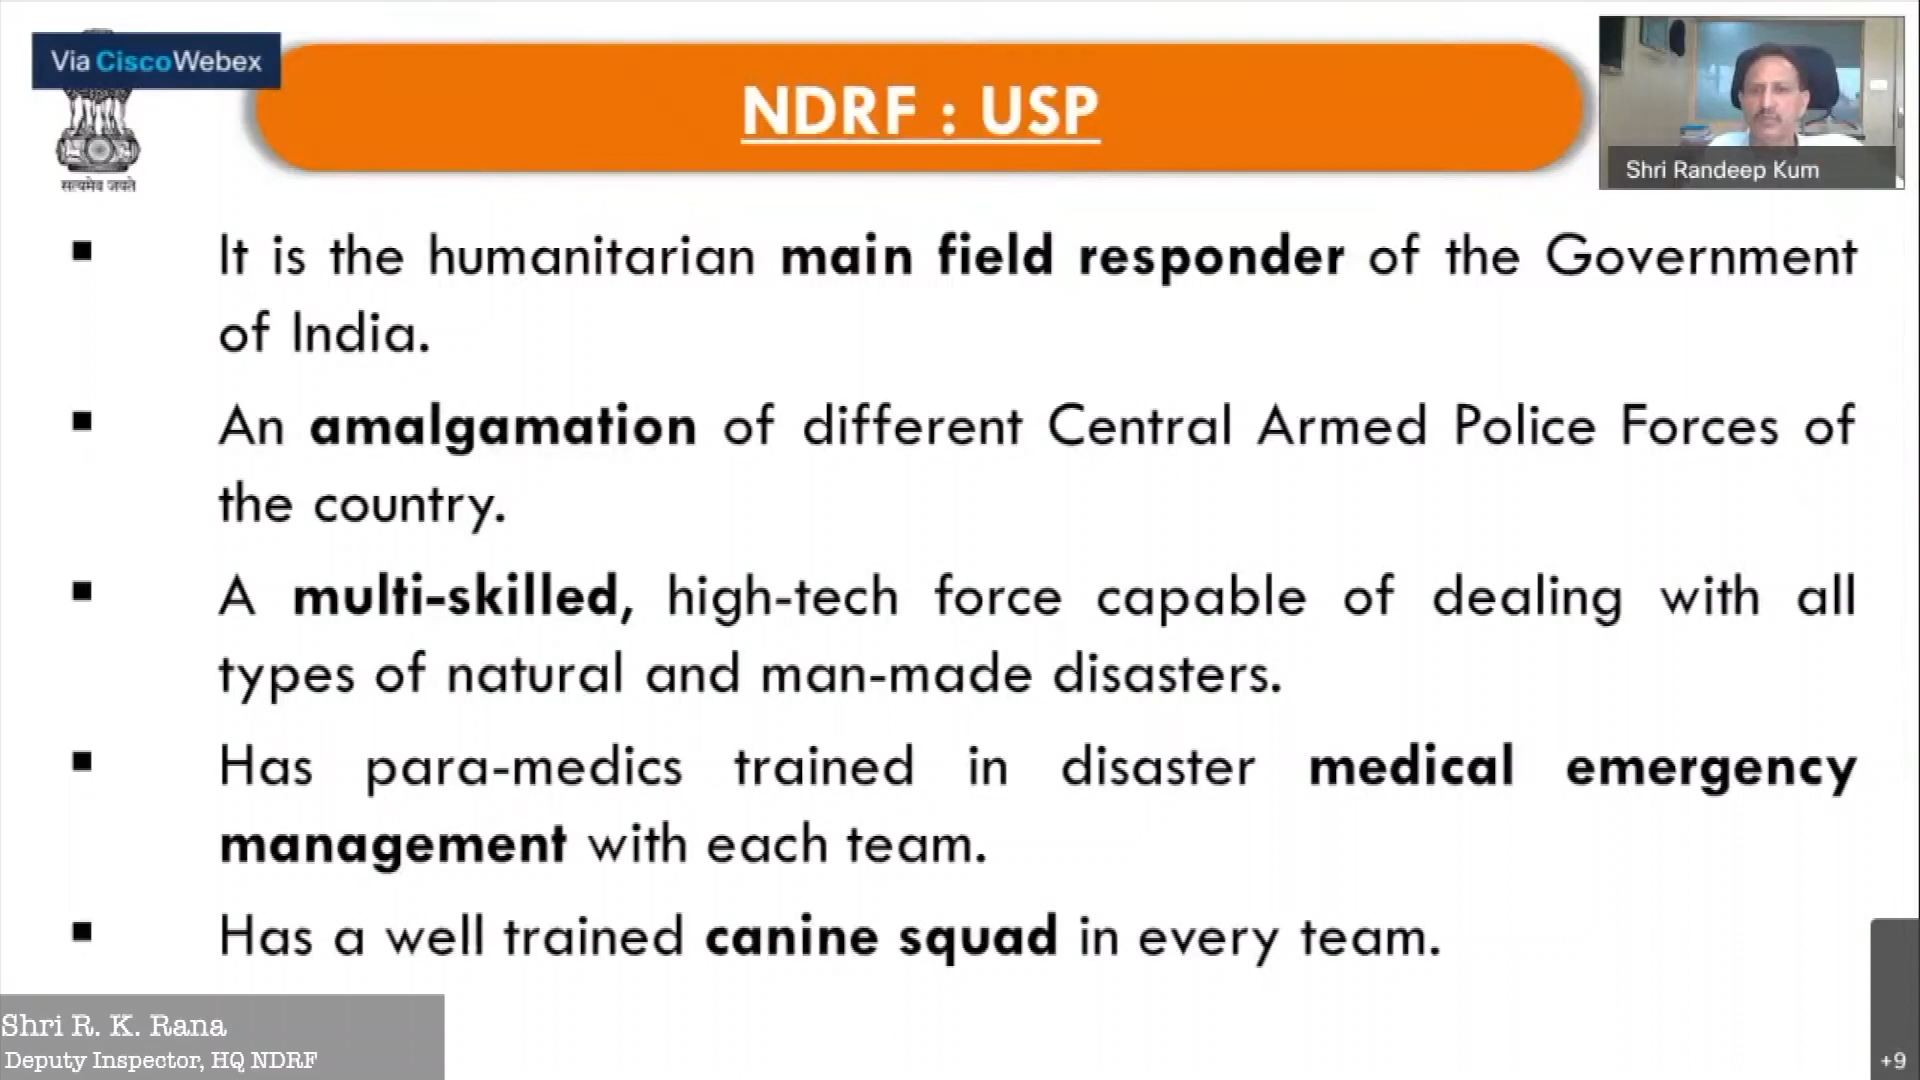 Via CiscoWebex
सत्यमेव जयते
NDRF : USP
Shri Randeep Kum
It is the humanitarian main field responder of the Government
of India.
An amalgamation of different Central Armed Police Forces of
the country.
A multi-skilled, high-tech force capable of dealing with all
types of natural and man-made disasters.
Has para-medics trained in disaster medical emergency
management with each team.
Has a well trained canine squad in every team.
Shri R. K. Rana
Deputy Inspector, HQ NDRF
+9